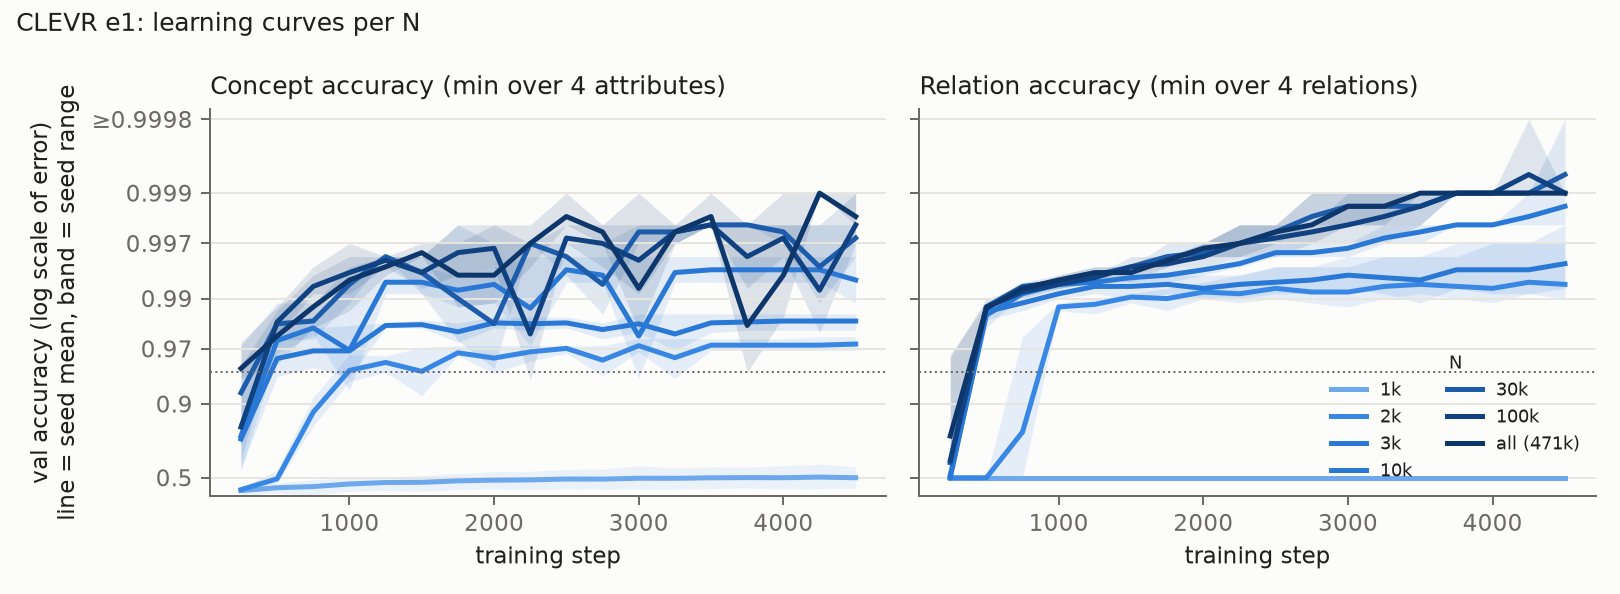 CLEVR e1: learning curves per N
Concept accuracy (min over 4 attributes)
Relation accuracy (min over 4 relations)
val accuracy (log scale of error)
line = seed mean, band = seed range
≥0.9998
0.999
0.997
0.99
0.97
0.9
0.5
1000 2000 3000 4000
training step
1000 2000 3000 4000
training step
N
1k
2k
3k
10k
30k
100k
all (471k)